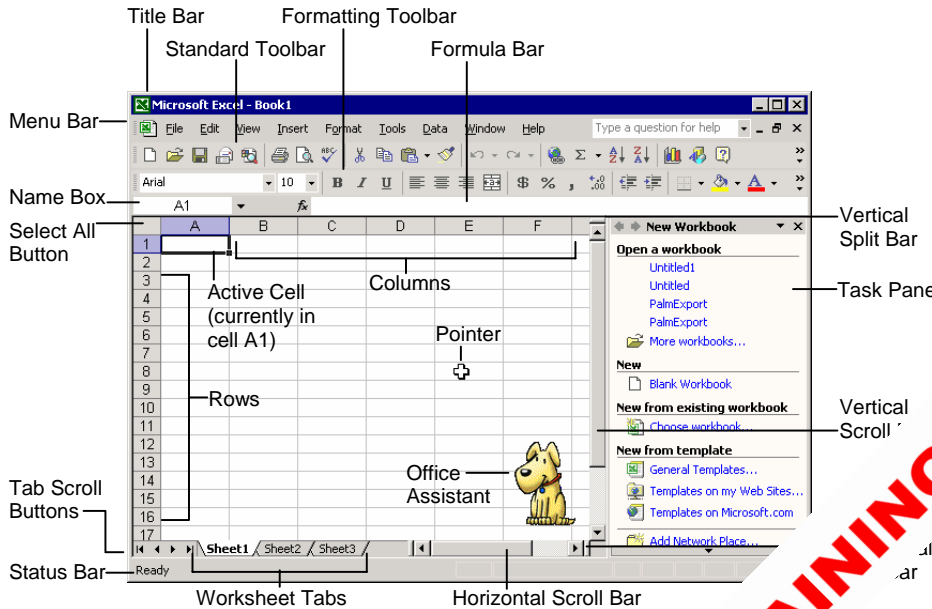 Title Bar
Formatting Toolbar
Standard Toolbar
Formula Bar
Microsoft Excel - Book1
Menu Bar
File Edit View Insert Format Tools Data Window Help
Type a question for help
Arial
10
B I U
$ % ,
Name Box
A1
fx
Vertical
Split Bar
Select All
Button
A B C D E F
New Workbook
1
2
3
4
5
6
7
8
9
10
11
12
13
14
15
16
17
Open a workbook
Untitled1
Untitled
PalmExport
PalmExport
More workbooks...
Task Pane
Active Cell
(currently in
cell A1)
Columns
Pointer
Rows
New
Blank Workbook
New from existing workbook
Choose workbook...
Vertical
Scroll
New from template
General Templates...
Templates on my Web Sites...
Templates on Microsoft.com
Add Network Place...
Office
Assistant
Tab Scroll
Buttons
Sheet1 Sheet2 Sheet3
Status Bar
Ready
Worksheet Tabs
Horizontal Scroll Bar
AINING